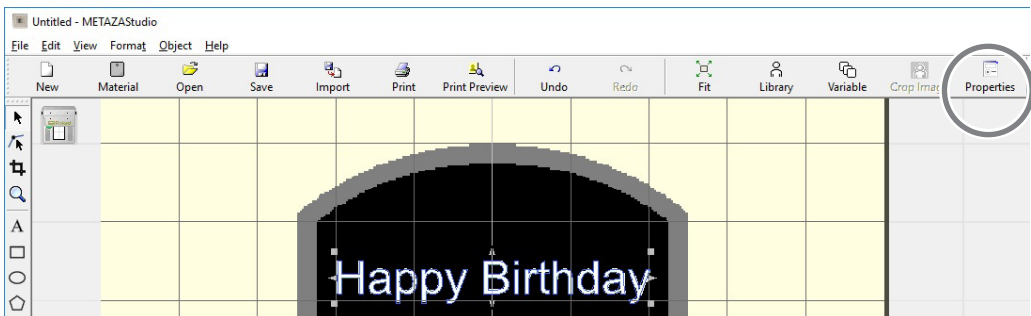 Untitled - METAZAStudio
File Edit View Format Object Help
New Material Open Save Import Print Print Preview Undo Redo Fit Library Variable Crop Imag Properties
A
Happy Birthday